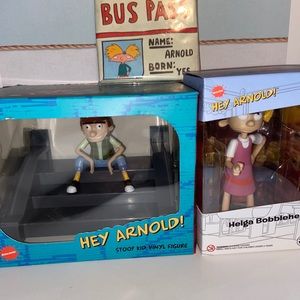 BUS PASS
NAME:
ARNOLD
BORN:
YES
HEY ARNOLD!
Helga Bobblehe
HEY ARNOLD!
STOOP KID VINYL FIGURE